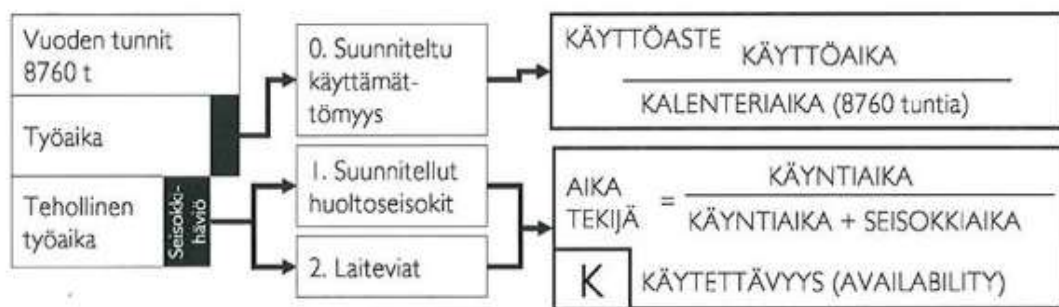 Vuoden tunnit
8760 t
Työaika
Tehollinen
työaika
Seisokki-
häviö
0. Suunniteltu
käyttämät-
tömyys
1. Suunnitellut
huoltoseisokit
2. Laiteviat
KÄYTTÖASTE
KÄYTTÖAIKA
KALENTERIAIKA (8760 tuntia)
AIKA
TEKIJÄ
=
KÄYNTIAIKA
KÄYNTIAIKA + SEISOKKIAIKA
K
KÄYTETTÄVYYS (AVAILABILITY)